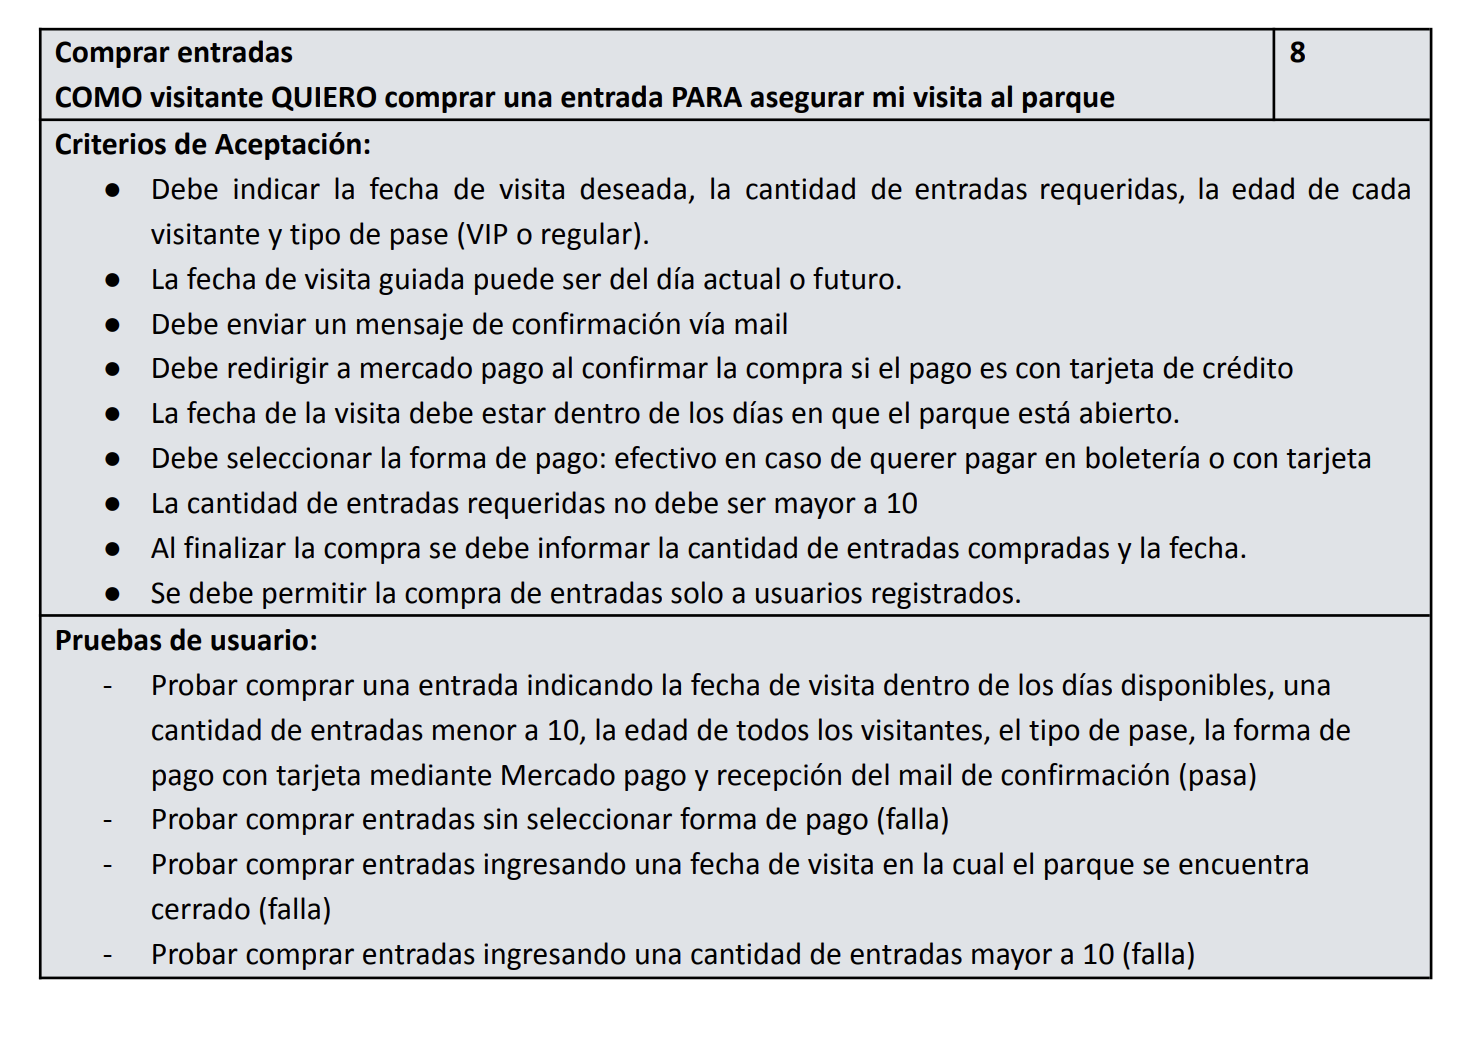 Comprar entradas
8
COMO visitante QUIERO comprar una entrada PARA asegurar mi visita al parque
Criterios de Aceptación:
● Debe indicar la fecha de visita deseada, la cantidad de entradas requeridas, la edad de cada
visitante y tipo de pase (VIP o regular).
● La fecha de visita guiada puede ser del día actual o futuro.
● Debe enviar un mensaje de confirmación vía mail
● Debe redirigir a mercado pago al confirmar la compra si el pago es con tarjeta de crédito
● La fecha de la visita debe estar dentro de los días en que el parque está abierto.
● Debe seleccionar la forma de pago: efectivo en caso de querer pagar en boletería o con tarjeta
● La cantidad de entradas requeridas no debe ser mayor a 10
● Al finalizar la compra se debe informar la cantidad de entradas compradas y la fecha.
● Se debe permitir la compra de entradas solo a usuarios registrados.
Pruebas de usuario:
- Probar comprar una entrada indicando la fecha de visita dentro de los días disponibles, una
cantidad de entradas menor a 10, la edad de todos los visitantes, el tipo de pase, la forma de
pago con tarjeta mediante Mercado pago y recepción del mail de confirmación (pasa)
- Probar comprar entradas sin seleccionar forma de pago (falla)
- Probar comprar entradas ingresando una fecha de visita en la cual el parque se encuentra
cerrado (falla)
- Probar comprar entradas ingresando una cantidad de entradas mayor a 10 (falla)